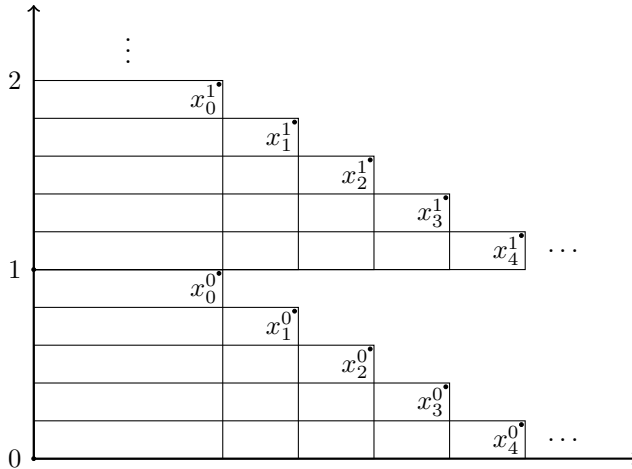 ⋮
2
x_0^1
x_1^1
x_2^1
x_3^1
x_4^1 ⋯
1
x_0^0
x_1^0
x_2^0
x_3^0
x_4^0 ⋯
0